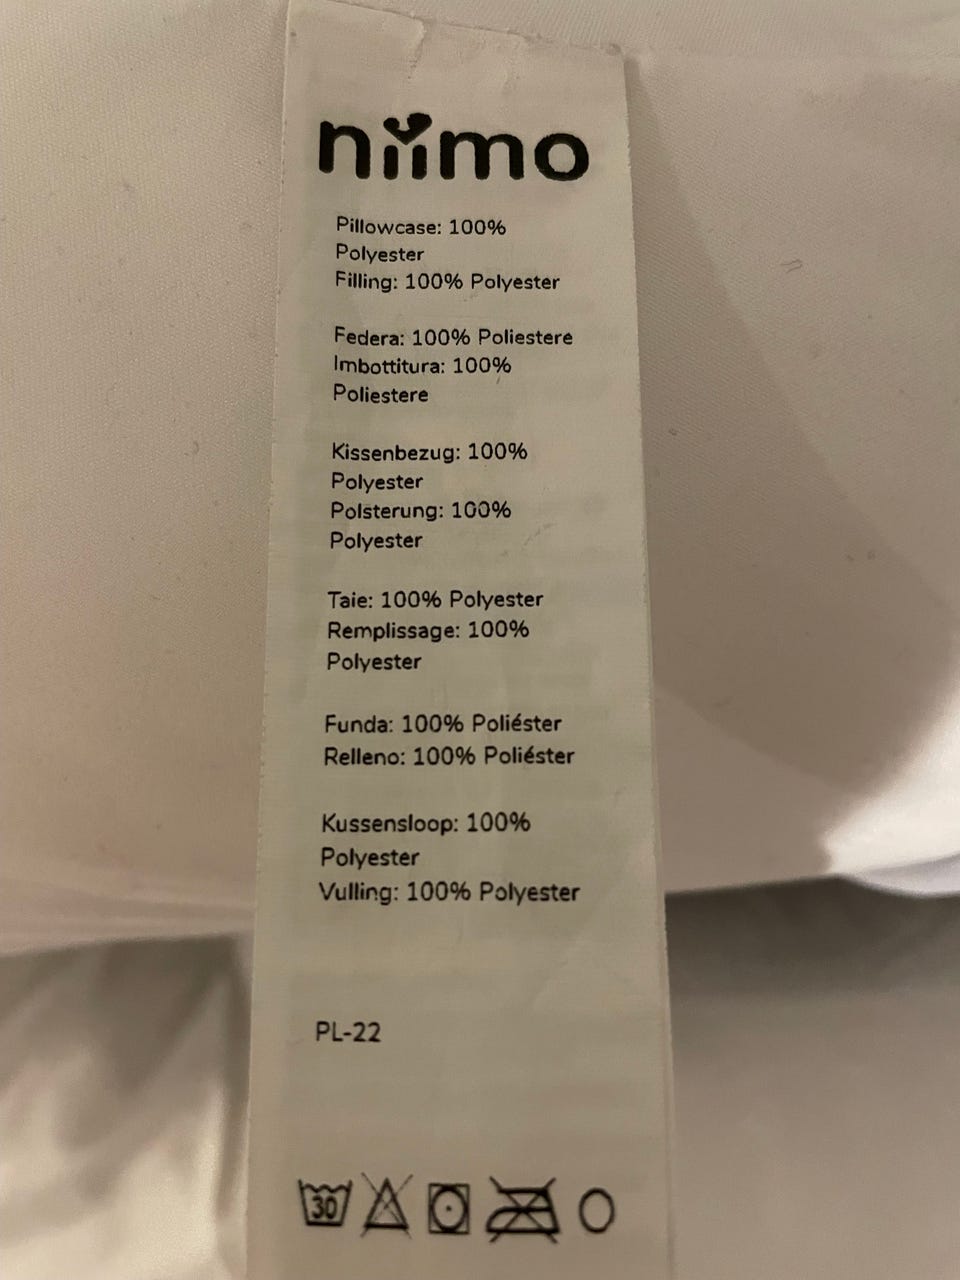 niimo
Pillowcase: 100%
Polyester
Filling: 100% Polyester
Federa: 100% Poliestere
Imbottitura: 100%
Poliestere
Kissenbezug: 100%
Polyester
Polsterung: 100%
Polyester
Taie: 100% Polyester
Remplissage: 100%
Polyester
Funda: 100% Poliéster
Relleno: 100% Poliéster
Kussensloop: 100%
Polyester
Vulling: 100% Polyester
PL-22
30